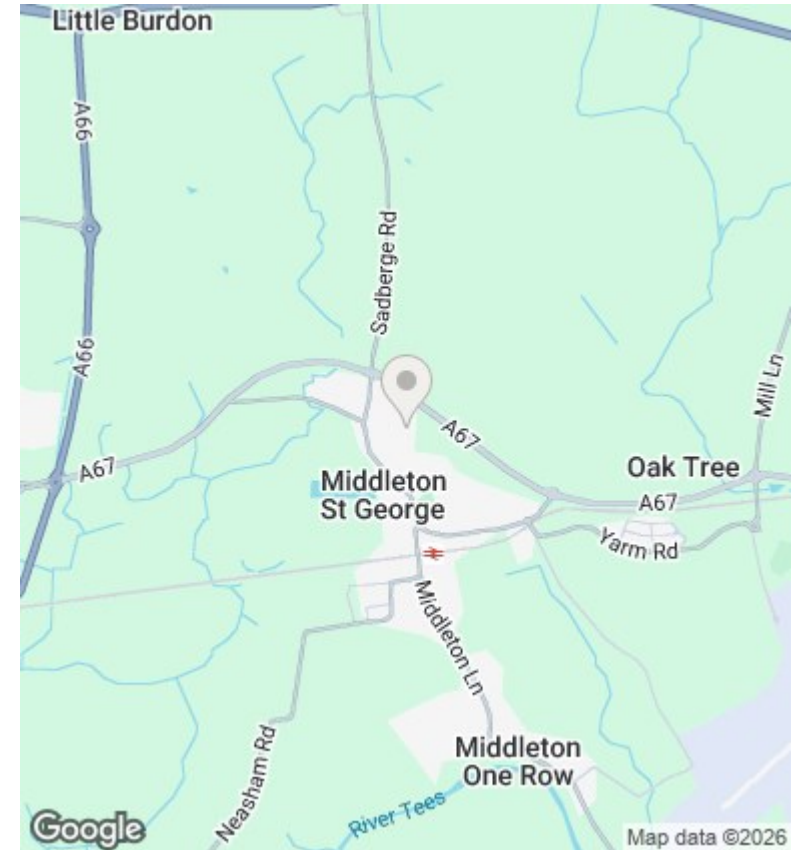 Little Burdon
A66
Sadberge Rd
A66
Mill Ln
A67
A67
Middleton
St George
Oak Tree
A67
Yarm Rd
Middleton Ln
Neasham Rd
Middleton
One Row
River Tees
Google
Map data ©2026